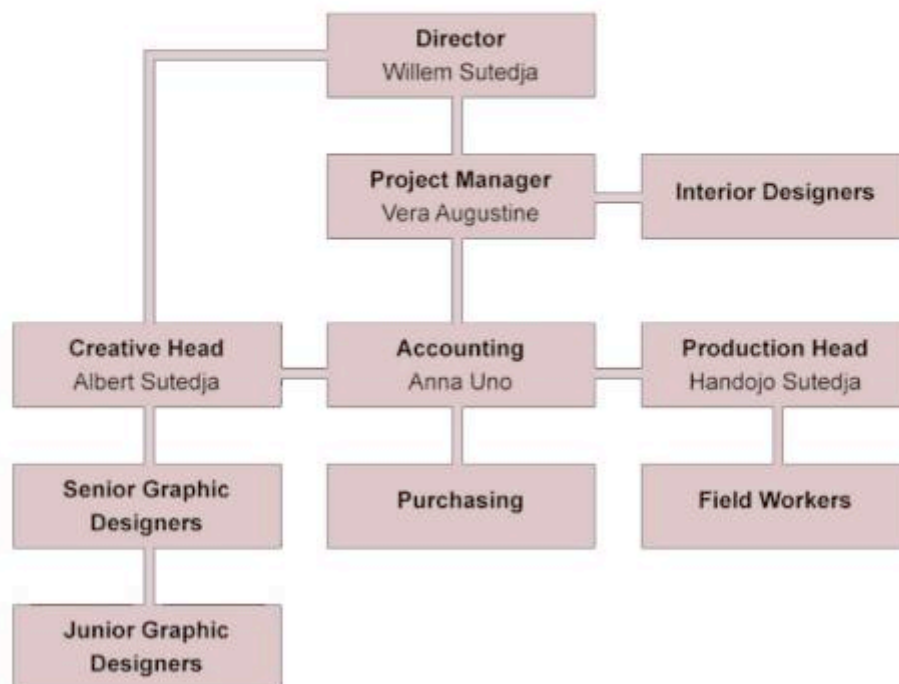 Director
Willem Sutedja
Project Manager
Vera Augustine
Interior Designers
Creative Head
Albert Sutedja
Accounting
Anna Uno
Production Head
Handojo Sutedja
Senior Graphic
Designers
Purchasing
Field Workers
Junior Graphic
Designers